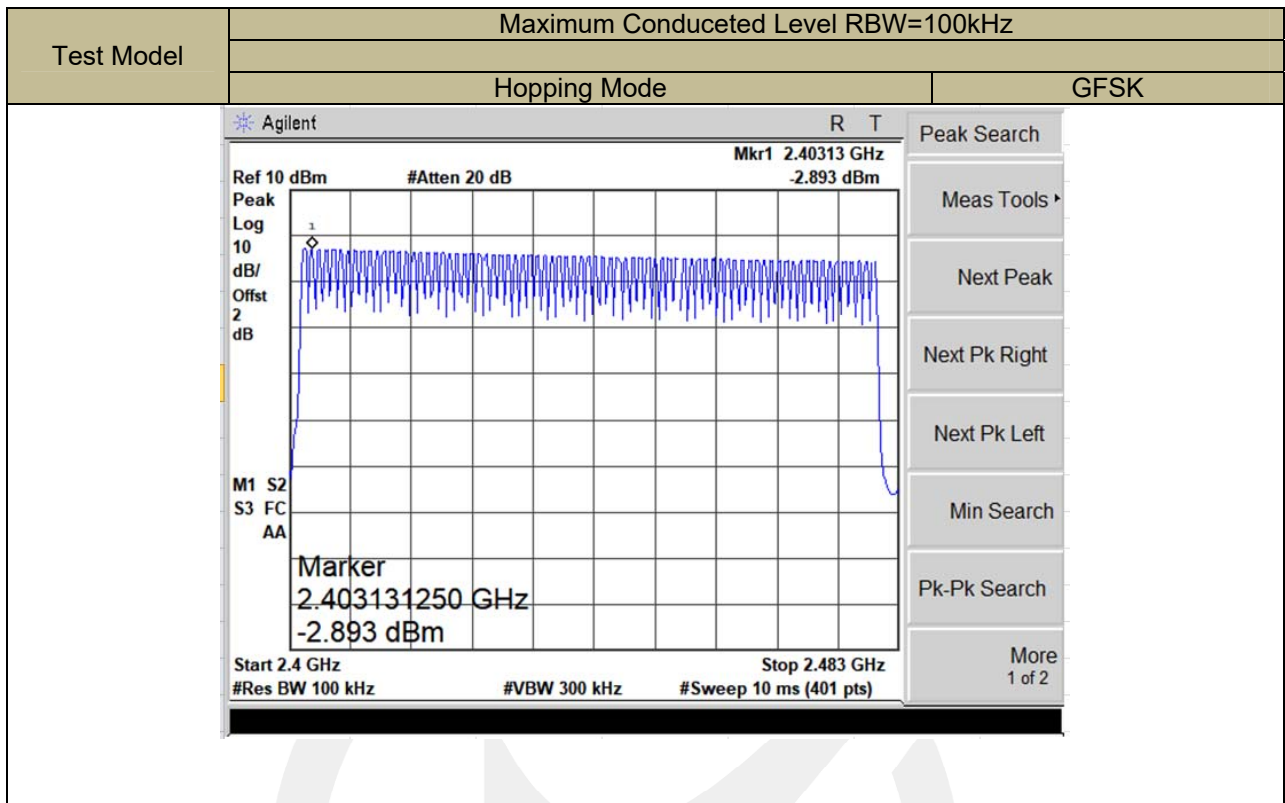 Test Model
Maximum Conduceted Level RBW=100kHz
Hopping Mode
GFSK
Agilent
R T
Peak Search
Mkr1 2.40313 GHz
Ref 10 dBm #Atten 20 dB -2.893 dBm
Peak
Log
10
dB/
Offst
2
dB
1
M1 S2
S3 FC
AA
Marker
2.403131250 GHz
-2.893 dBm
Start 2.4 GHz Stop 2.483 GHz
#Res BW 100 kHz #VBW 300 kHz #Sweep 10 ms (401 pts)
Meas Tools
Next Peak
Next Pk Right
Next Pk Left
Min Search
Pk-Pk Search
More
1 of 2